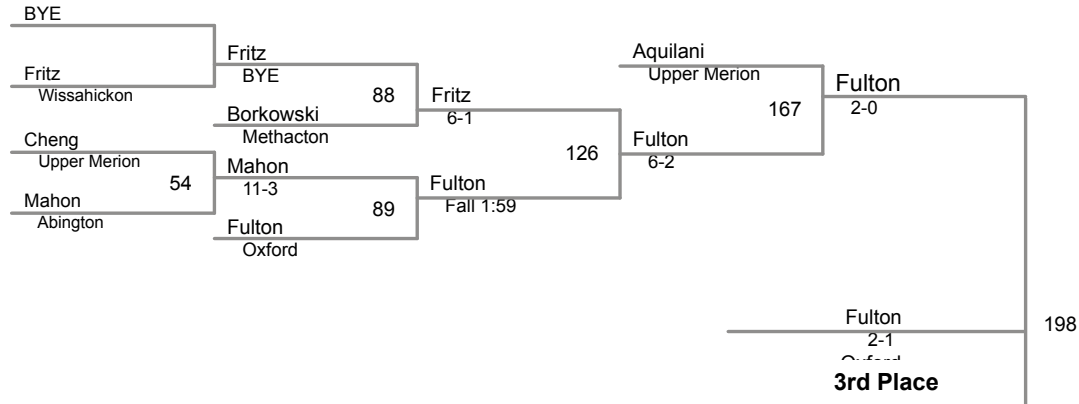 BYE
Fritz
Wissahickon
Cheng
Upper Merion
54
Mahon
Abington
Fritz
BYE
88
Borkowski
Methacton
Mahon
11-3
89
Fulton
Oxford
Fritz
6-1
126
Fulton
Fall 1:59
Aquilani
Upper Merion
167
Fulton
6-2
Fulton
2-0
198
Fulton
2-1
3rd Place